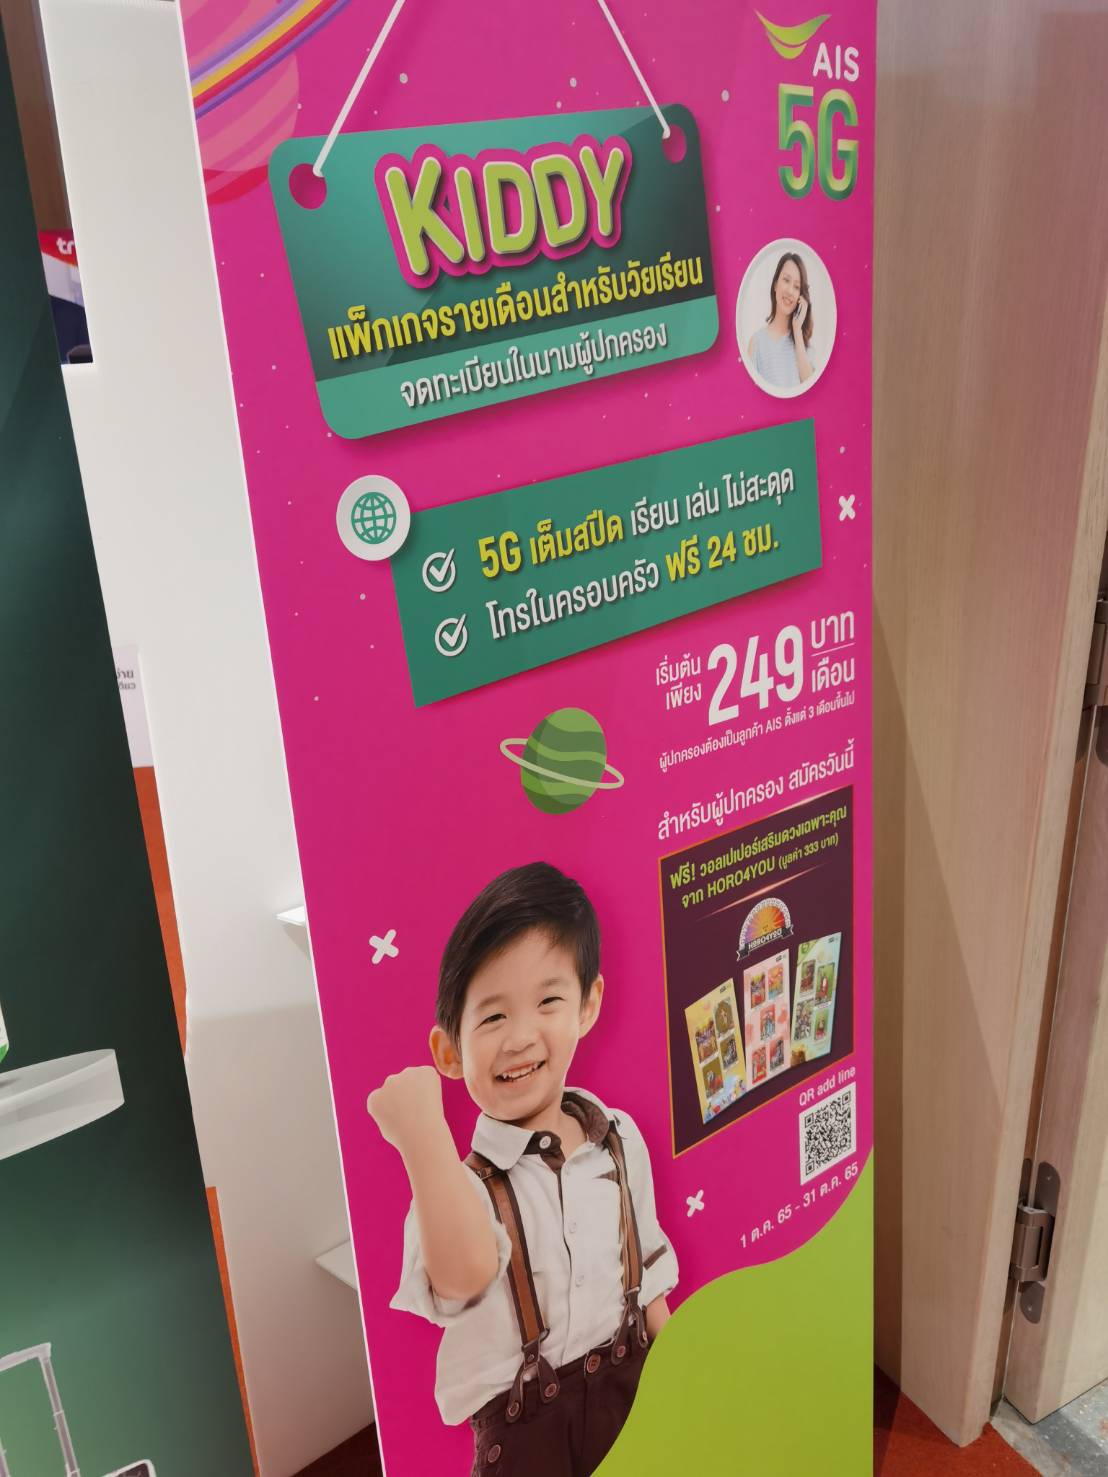 AIS
5G
KIDDY
แพ็กเกจรายเดือนสำหรับวัยเรียน
จดทะเบียนในนามผู้ปกครอง
5G เต็มสปีด เรียน เล่น ไม่สะดุด
โทรในครอบครัว ฟรี 24 ชม.
เริ่มต้น
เพียง 249 บาท
เดือน
ผู้ปกครองต้องเป็นลูกค้า AIS ตั้งแต่ 3 เดือนขึ้นไป
สำหรับผู้ปกครอง สมัครวันนี้
ฟรี! วอลเปเปอร์เสริมดวงเฉพาะคุณ
จาก HORO4YOU (มูลค่า 333 บาท)
HORO4YOU
QR add line
1 ต.ค. 65 - 31 ต.ค. 65